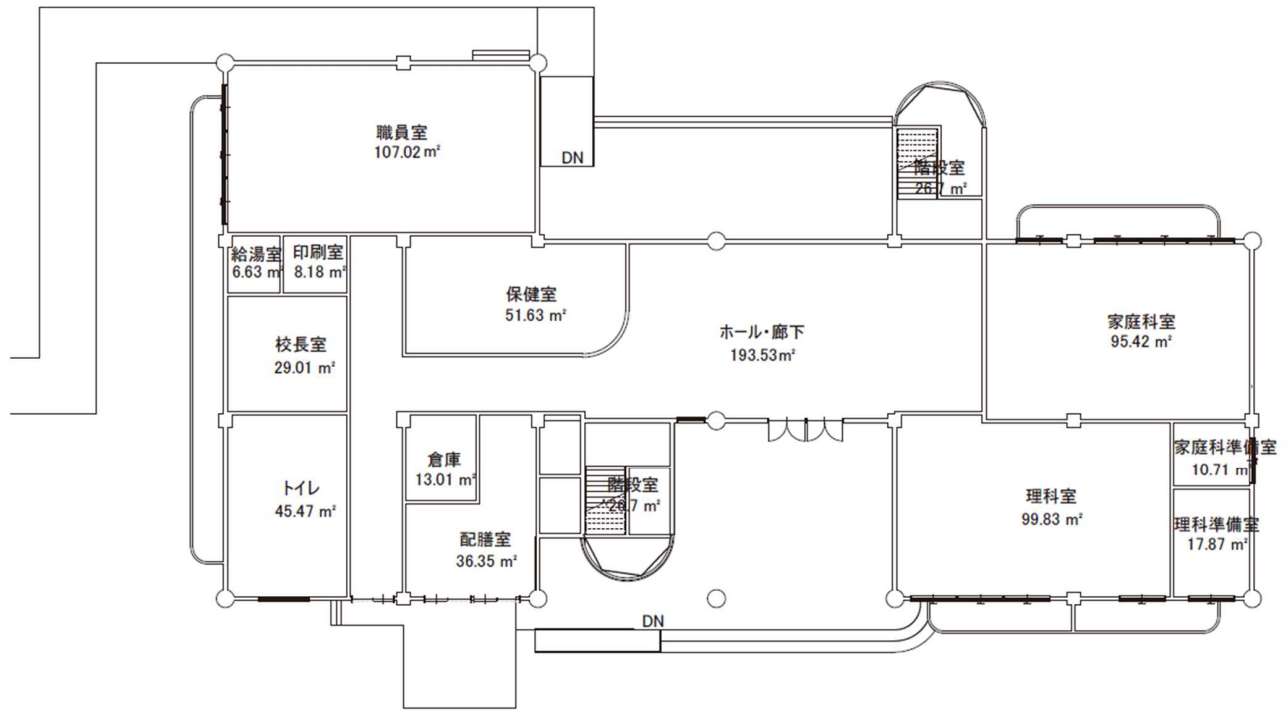 職員室
107.02 m²
DN
階段室
26.7 m²
給湯室
6.63 m²
印刷室
8.18 m²
保健室
51.63 m²
校長室
29.01 m²
ホール・廊下
193.53m²
家庭科室
95.42 m²
倉庫
13.01 m²
トイレ
45.47 m²
階段室
26.7 m²
配膳室
36.35 m²
理科室
99.83 m²
家庭科準備室
10.71 m²
理科準備室
17.87 m²
DN